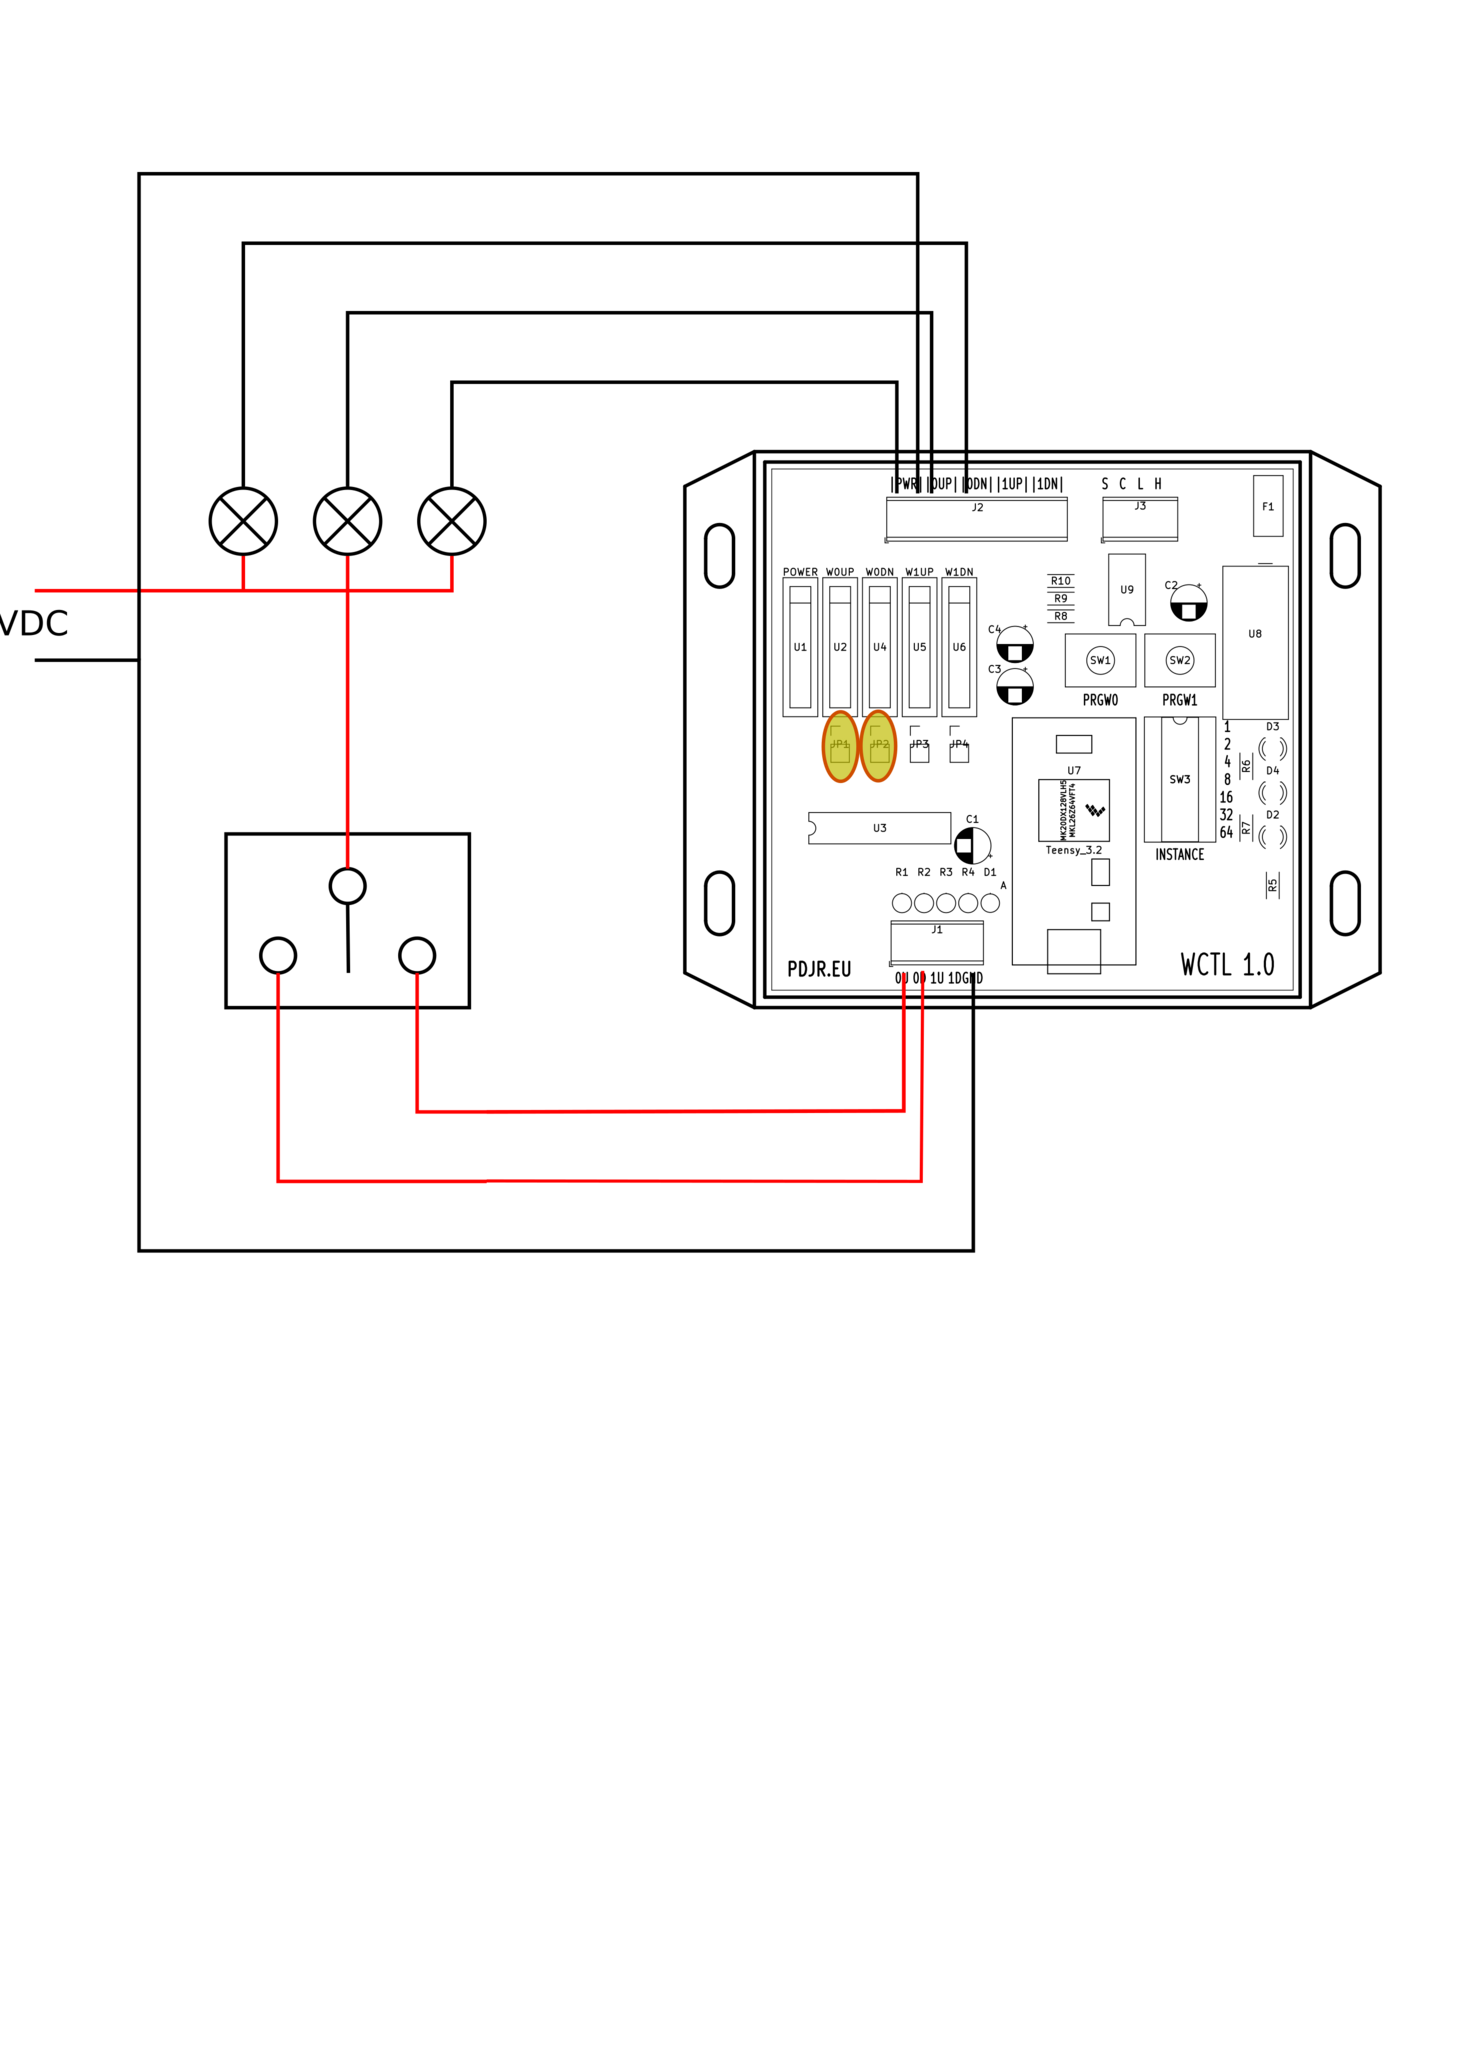 |PWR||0UP||0DN||1UP||1DN|
S C L H
J2
J3
F1
POWER W0UP W0DN W1UP W1DN
R10
R9
R8
U9
C2
U1 U2 U4 U5 U6
C4
C3
U8
VDC
SW1 SW2
PRGW0 PRGW1
JP1 JP2 JP3 JP4
1
2
4
8
16
32
64
D3
R6
D4
D2
R7
R5
U7
MK20DX128VLH5
MKL26Z64VFT4
Teensy_3.2
SW3
INSTANCE
U3
C1
R1 R2 R3 R4 D1
A
J1
0U 0D 1U 1DGND
PDJR.EU
WCTL 1.0